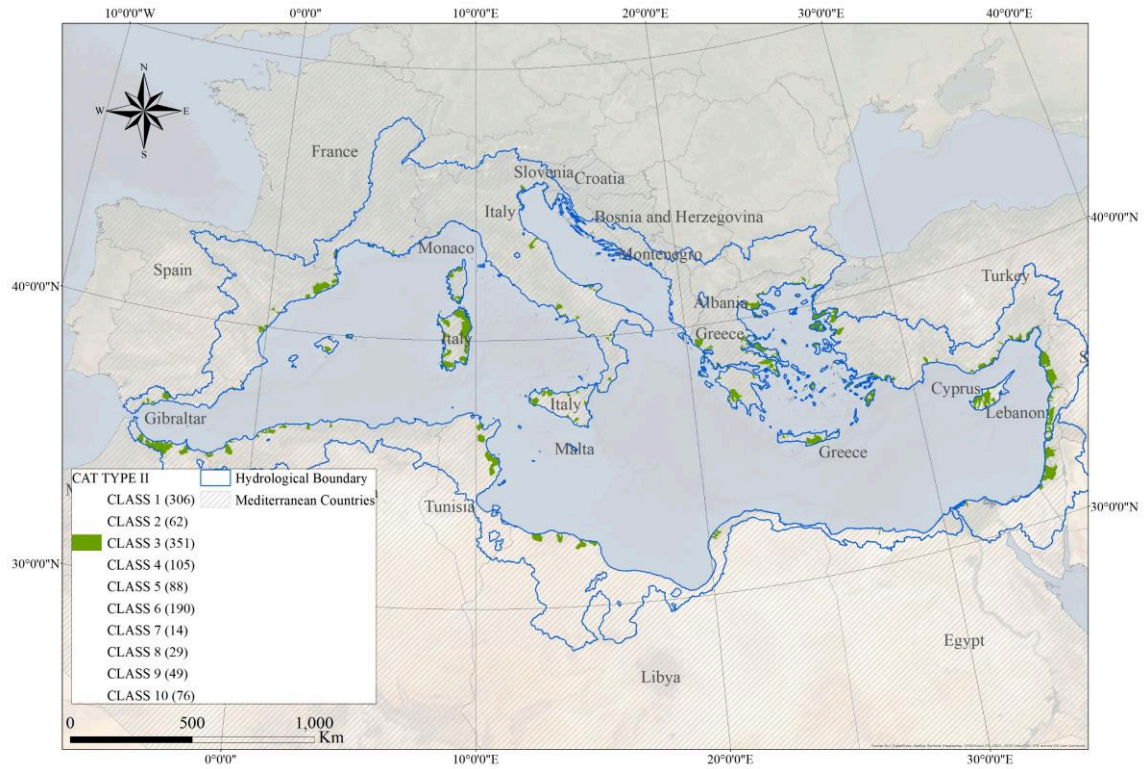 10°0'0"W 0°0'0" 10°0'0"E 20°0'0"E 30°0'0"E 40°0'0"E
N
W E
S
France
Slovenia
Croatia
Italy
Bosnia and Herzegovina
Monaco
Montenegro
Spain
40°0'0"N
40°0'0"N
Turkey
Albania
Italy
Greece
Cyprus
Gibraltar
Italy
Lebanon
Malta
Greece
CAT TYPE II
Hydrological Boundary
CLASS 1 (306)
Mediterranean Countries
Tunisia
30°0'0"N
CLASS 2 (62)
CLASS 3 (351)
30°0'0"N
CLASS 4 (105)
CLASS 5 (88)
CLASS 6 (190)
CLASS 7 (14)
CLASS 8 (29)
Egypt
CLASS 9 (49)
Libya
CLASS 10 (76)
0 500 1,000
Km
0°0'0" 10°0'0"E 20°0'0"E 30°0'0"E